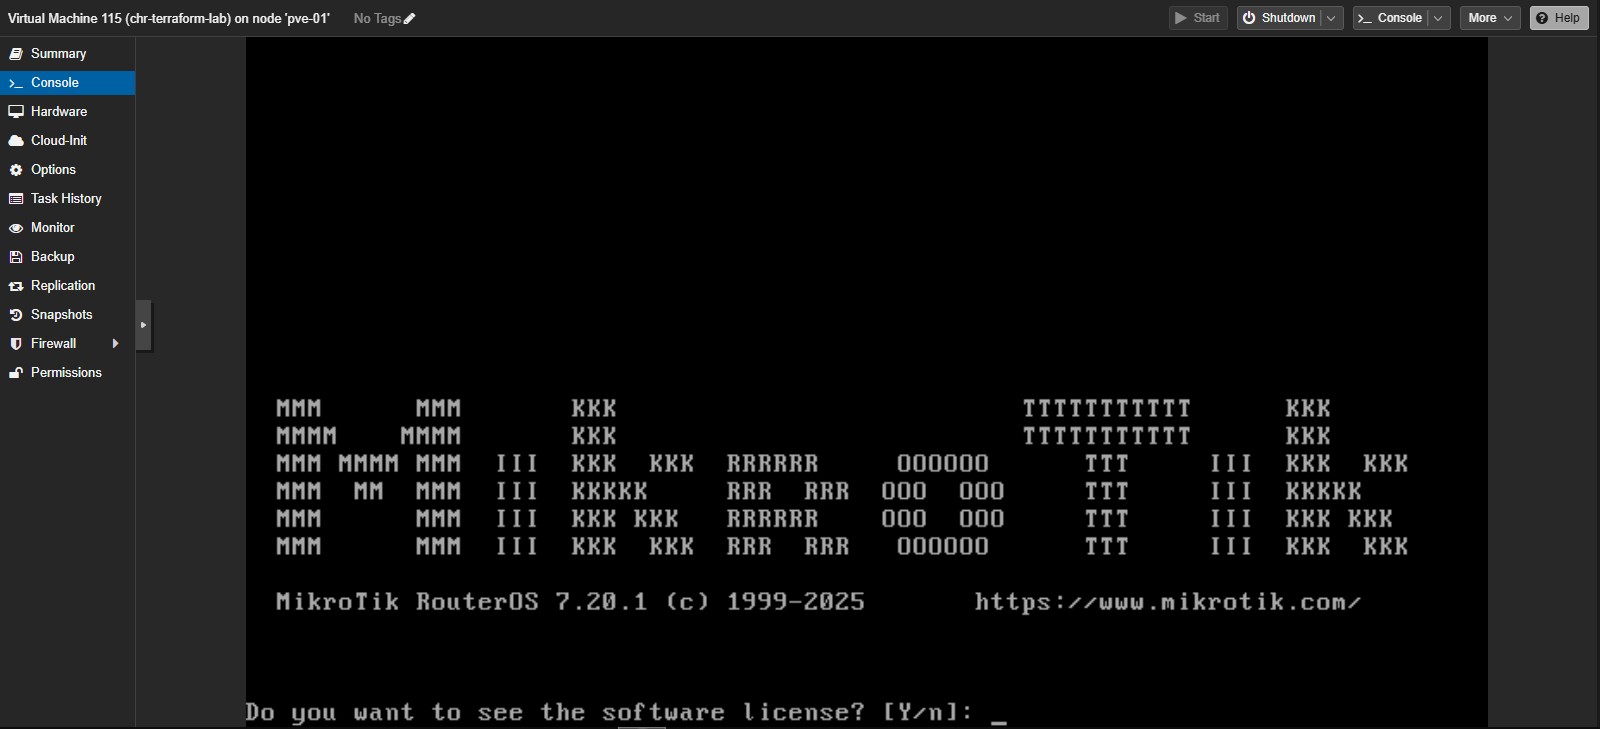 Virtual Machine 115 (chr-terraform-lab) on node 'pve-01' No Tags Start Shutdown Console More Help
Summary
Console
Hardware
Cloud-Init
Options
Task History
Monitor
Backup
Replication
Snapshots
Firewall
Permissions
MMM      MMM       KKK                          TTTTTTTTTTT      KKK
MMMM    MMMM       KKK                          TTTTTTTTTTT      KKK
MMM MMMM MMM  III  KKK  KKK  RRRRRR     OOOOOO      TTT     III  KKK  KKK
MMM  MM  MMM  III  KKKKK     RRR  RRR  OOO  OOO     TTT     III  KKKKK
MMM      MMM  III  KKK KKK   RRRRRR    OOO  OOO     TTT     III  KKK KKK
MMM      MMM  III  KKK  KKK  RRR  RRR   OOOOOO      TTT     III  KKK  KKK
MikroTik RouterOS 7.20.1 (c) 1999-2025       https://www.mikrotik.com/
Do you want to see the software license? [Y/n]: _